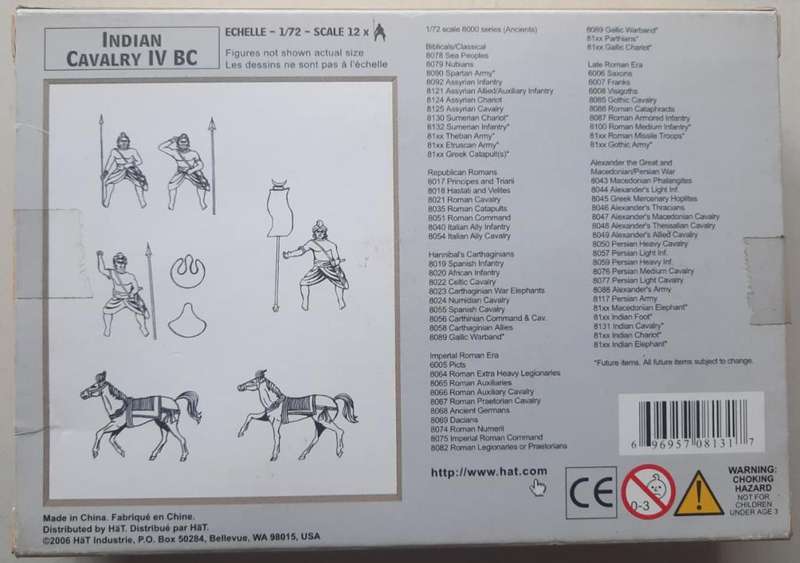 INDIAN
CAVALRY IV BC
ECHELLE - 1/72 - SCALE 12 x
Figures not shown actual size
Les dessins ne sont pas à l'échelle
1/72 scale 8000 series (Ancients)
Biblicals/Classical
8078 Sea Peoples
8079 Nubians
8090 Spartan Army*
8092 Assyrian Infantry
8121 Assyrian Allied/Auxiliary Infantry
8124 Assyrian Chariot
8125 Assyrian Cavalry
8130 Sumerian Chariot*
8132 Sumerian Infantry*
81xx Theban Army*
81xx Etruscan Army*
81xx Greek Catapult(s)*
Republican Romans
8017 Principes and Triarii
8018 Hastati and Velites
8021 Roman Cavalry
8035 Roman Catapults
8051 Roman Command
8040 Italian Ally Infantry
8054 Italian Ally Cavalry
Hannibal's Carthaginians
8019 Spanish Infantry
8020 African Infantry
8022 Celtic Cavalry
8023 Carthaginian War Elephants
8024 Numidian Cavalry
8055 Spanish Cavalry
8056 Carthinian Command & Cav.
8058 Carthaginian Allies
8089 Gallic Warband*
Imperial Roman Era
6005 Picts
8064 Roman Extra Heavy Legionaries
8065 Roman Auxiliaries
8066 Roman Auxiliary Cavalry
8067 Roman Praetorian Cavalry
8068 Ancient Germans
8069 Dacians
8074 Roman Numeri
8075 Imperial Roman Command
8082 Roman Legionaries or Praetorians
8089 Gallic Warband*
81xx Parthians*
81xx Gallic Chariot*
Late Roman Era
6006 Saxons
6007 Franks
6008 Visigoths
8085 Gothic Cavalry
8086 Roman Cataphracts
8087 Roman Armored Infantry
8100 Roman Medium Infantry*
81xx Roman Missile Troops*
81xx Gothic Army*
Alexander the Great and
Macedonian/Persian War
6043 Macedonian Phalangites
8044 Alexander's Light Inf.
8045 Greek Mercenary Hoplites
8046 Alexander's Thracians
8047 Alexander's Macedonian Cavalry
8048 Alexander's Thessalian Cavalry
8049 Alexander's Allied Cavalry
8050 Persian Heavy Cavalry
8057 Persian Light Inf.
8059 Persian Heavy Inf.
8076 Persian Medium Cavalry
8077 Persian Light Cavalry
8088 Alexander's Army
8117 Persian Army
81xx Macedonian Elephant*
81xx Indian Foot*
8131 Indian Cavalry*
81xx Indian Chariot*
81xx Indian Elephant*
*Future items. All future items subject to change.
6 96957 08131 7
http://www.hat.com
CE
0-3
WARNING:
CHOKING
HAZARD
NOT FOR
CHILDREN
UNDER AGE 3
Made in China. Fabriqué en Chine.
Distributed by HäT. Distribué par HäT.
©2006 HäT Industrie, P.O. Box 50284, Bellevue, WA 98015, USA